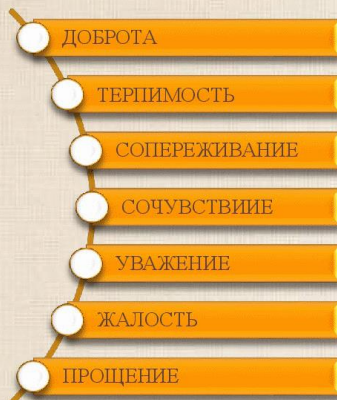 ДОБРОТА
ТЕРПИМОСТЬ
СОПЕРЕЖИВАНИЕ
СОЧУВСТВИИЕ
УВАЖЕНИЕ
ЖАЛОСТЬ
ПРОЩЕНИЕ